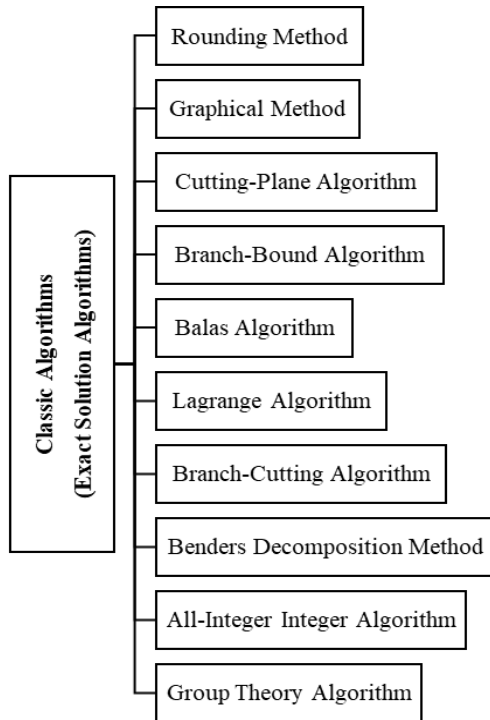 Classic Algorithms
(Exact Solution Algorithms)
Rounding Method
Graphical Method
Cutting-Plane Algorithm
Branch-Bound Algorithm
Balas Algorithm
Lagrange Algorithm
Branch-Cutting Algorithm
Benders Decomposition Method
All-Integer Integer Algorithm
Group Theory Algorithm